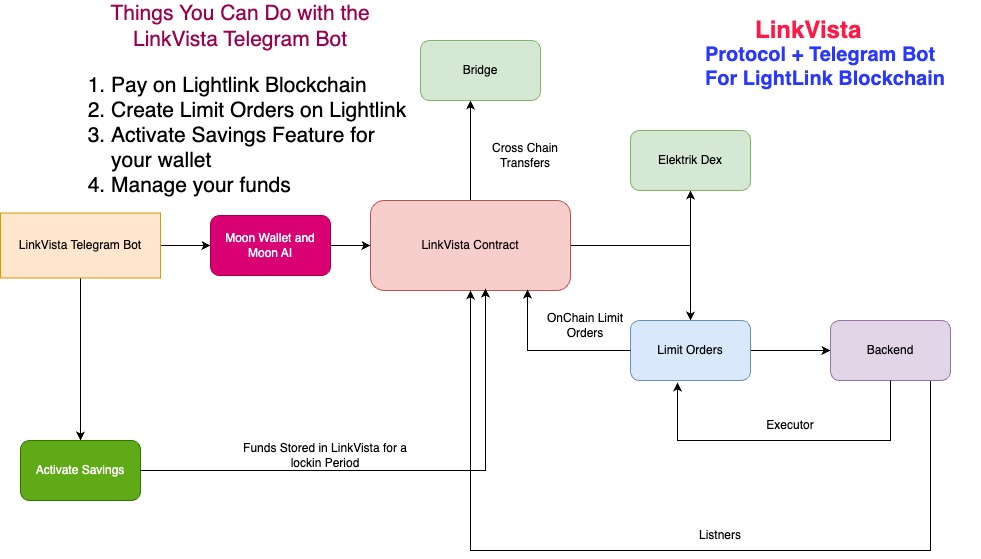 Things You Can Do with the
LinkVista Telegram Bot
1. Pay on Lightlink Blockchain
2. Create Limit Orders on Lightlink
3. Activate Savings Feature for
your wallet
4. Manage your funds
LinkVista
Protocol + Telegram Bot
For LightLink Blockchain
Bridge
Cross Chain
Transfers
Elektrik Dex
LinkVista Telegram Bot
Moon Wallet and
Moon AI
LinkVista Contract
OnChain Limit
Orders
Limit Orders
Backend
Executor
Activate Savings
Funds Stored in LinkVista for a
lockin Period
Listners